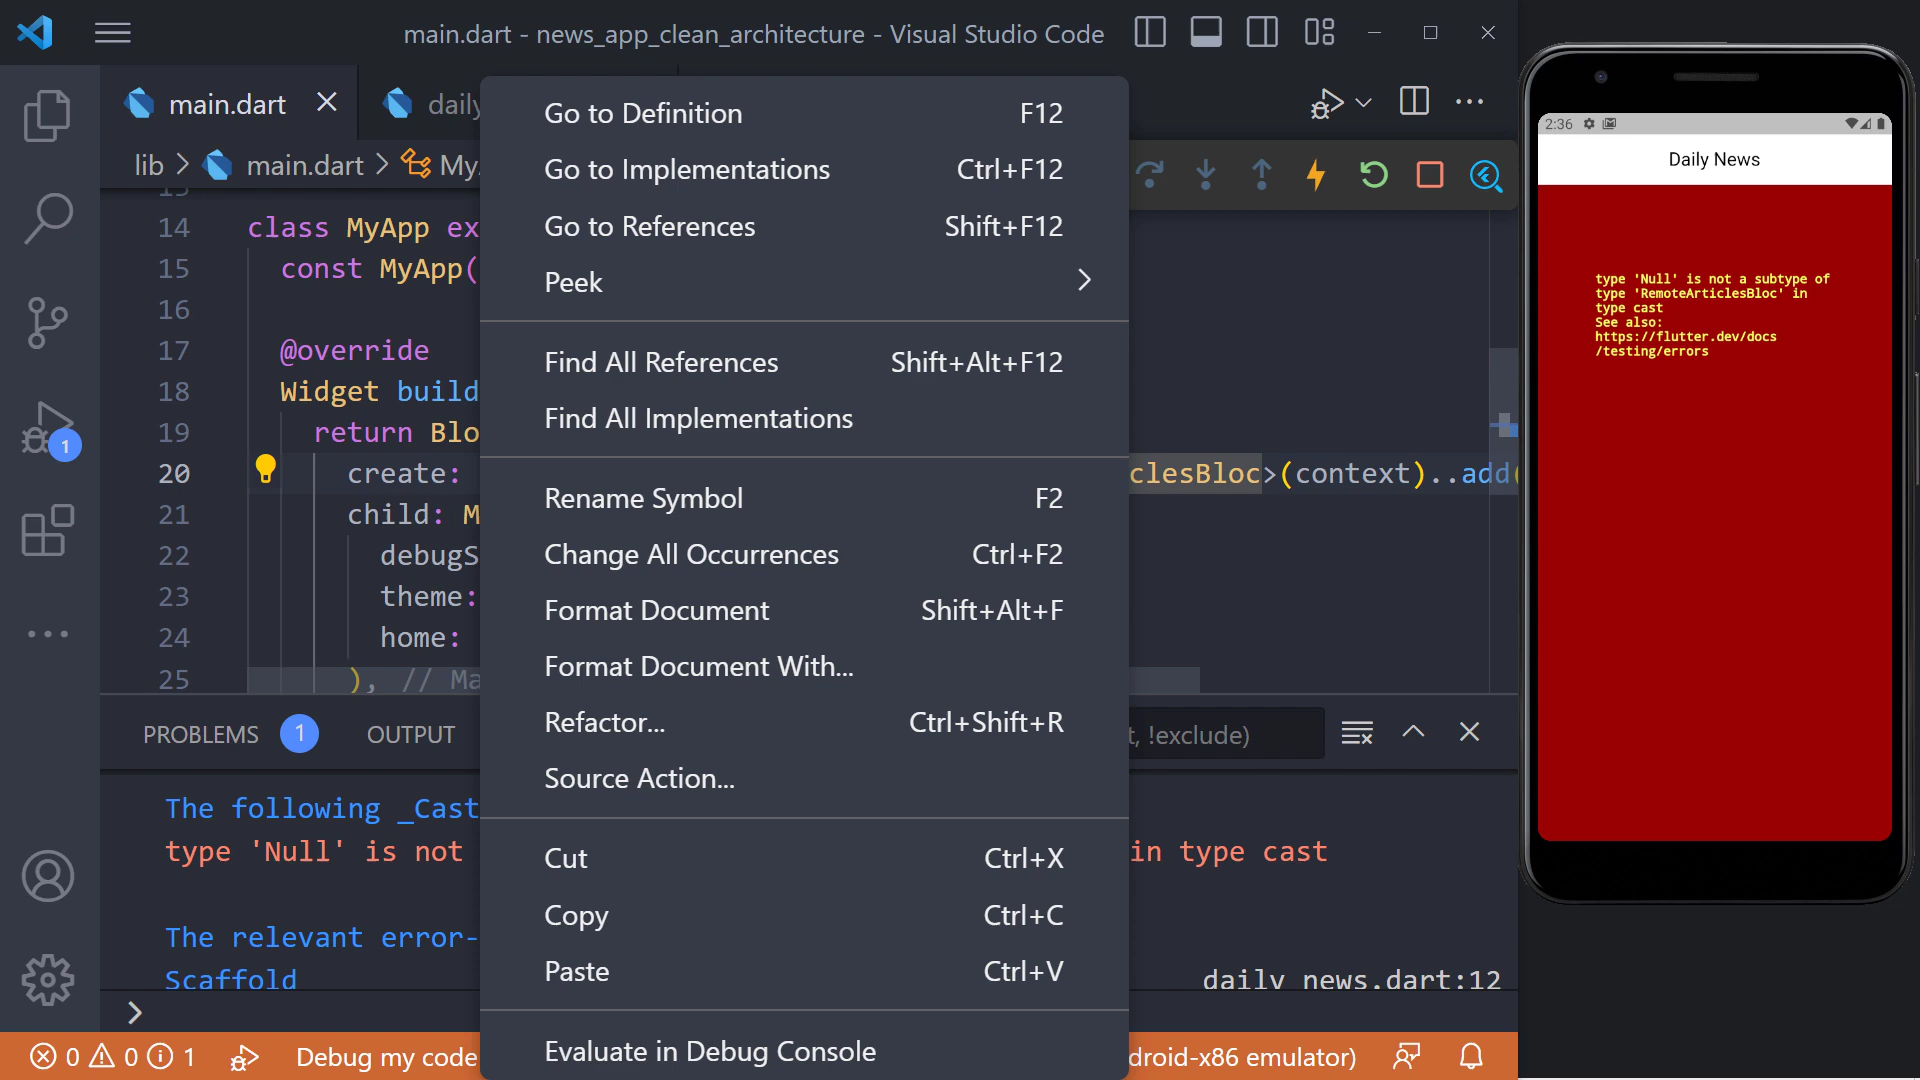 main.dart - news_app_clean_architecture - Visual Studio Code
main.dart
daily
lib > main.dart > My
14 class MyApp ex
15 const MyApp(
16
17 @override
18 Widget build
19 return Blo
20 create: clesBloc>(context)..add(
21 child: M
22 debugS
23 theme:
24 home:
25 ), // Ma
Go to Definition F12
Go to Implementations Ctrl+F12
Go to References Shift+F12
Peek
Find All References Shift+Alt+F12
Find All Implementations
Rename Symbol F2
Change All Occurrences Ctrl+F2
Format Document Shift+Alt+F
Format Document With...
Refactor... Ctrl+Shift+R
Source Action...
Cut Ctrl+X
Copy Ctrl+C
Paste Ctrl+V
Evaluate in Debug Console
PROBLEMS 1 OUTPUT t, !exclude)
The following _Cast
type 'Null' is not in type cast
The relevant error-
Scaffold daily_news.dart:12
>
0 0 1 Debug my code droid-x86 emulator)
1
2:36
Daily News
type 'Null' is not a subtype of
type 'RemoteArticlesBloc' in
type cast
See also:
https://flutter.dev/docs
/testing/errors